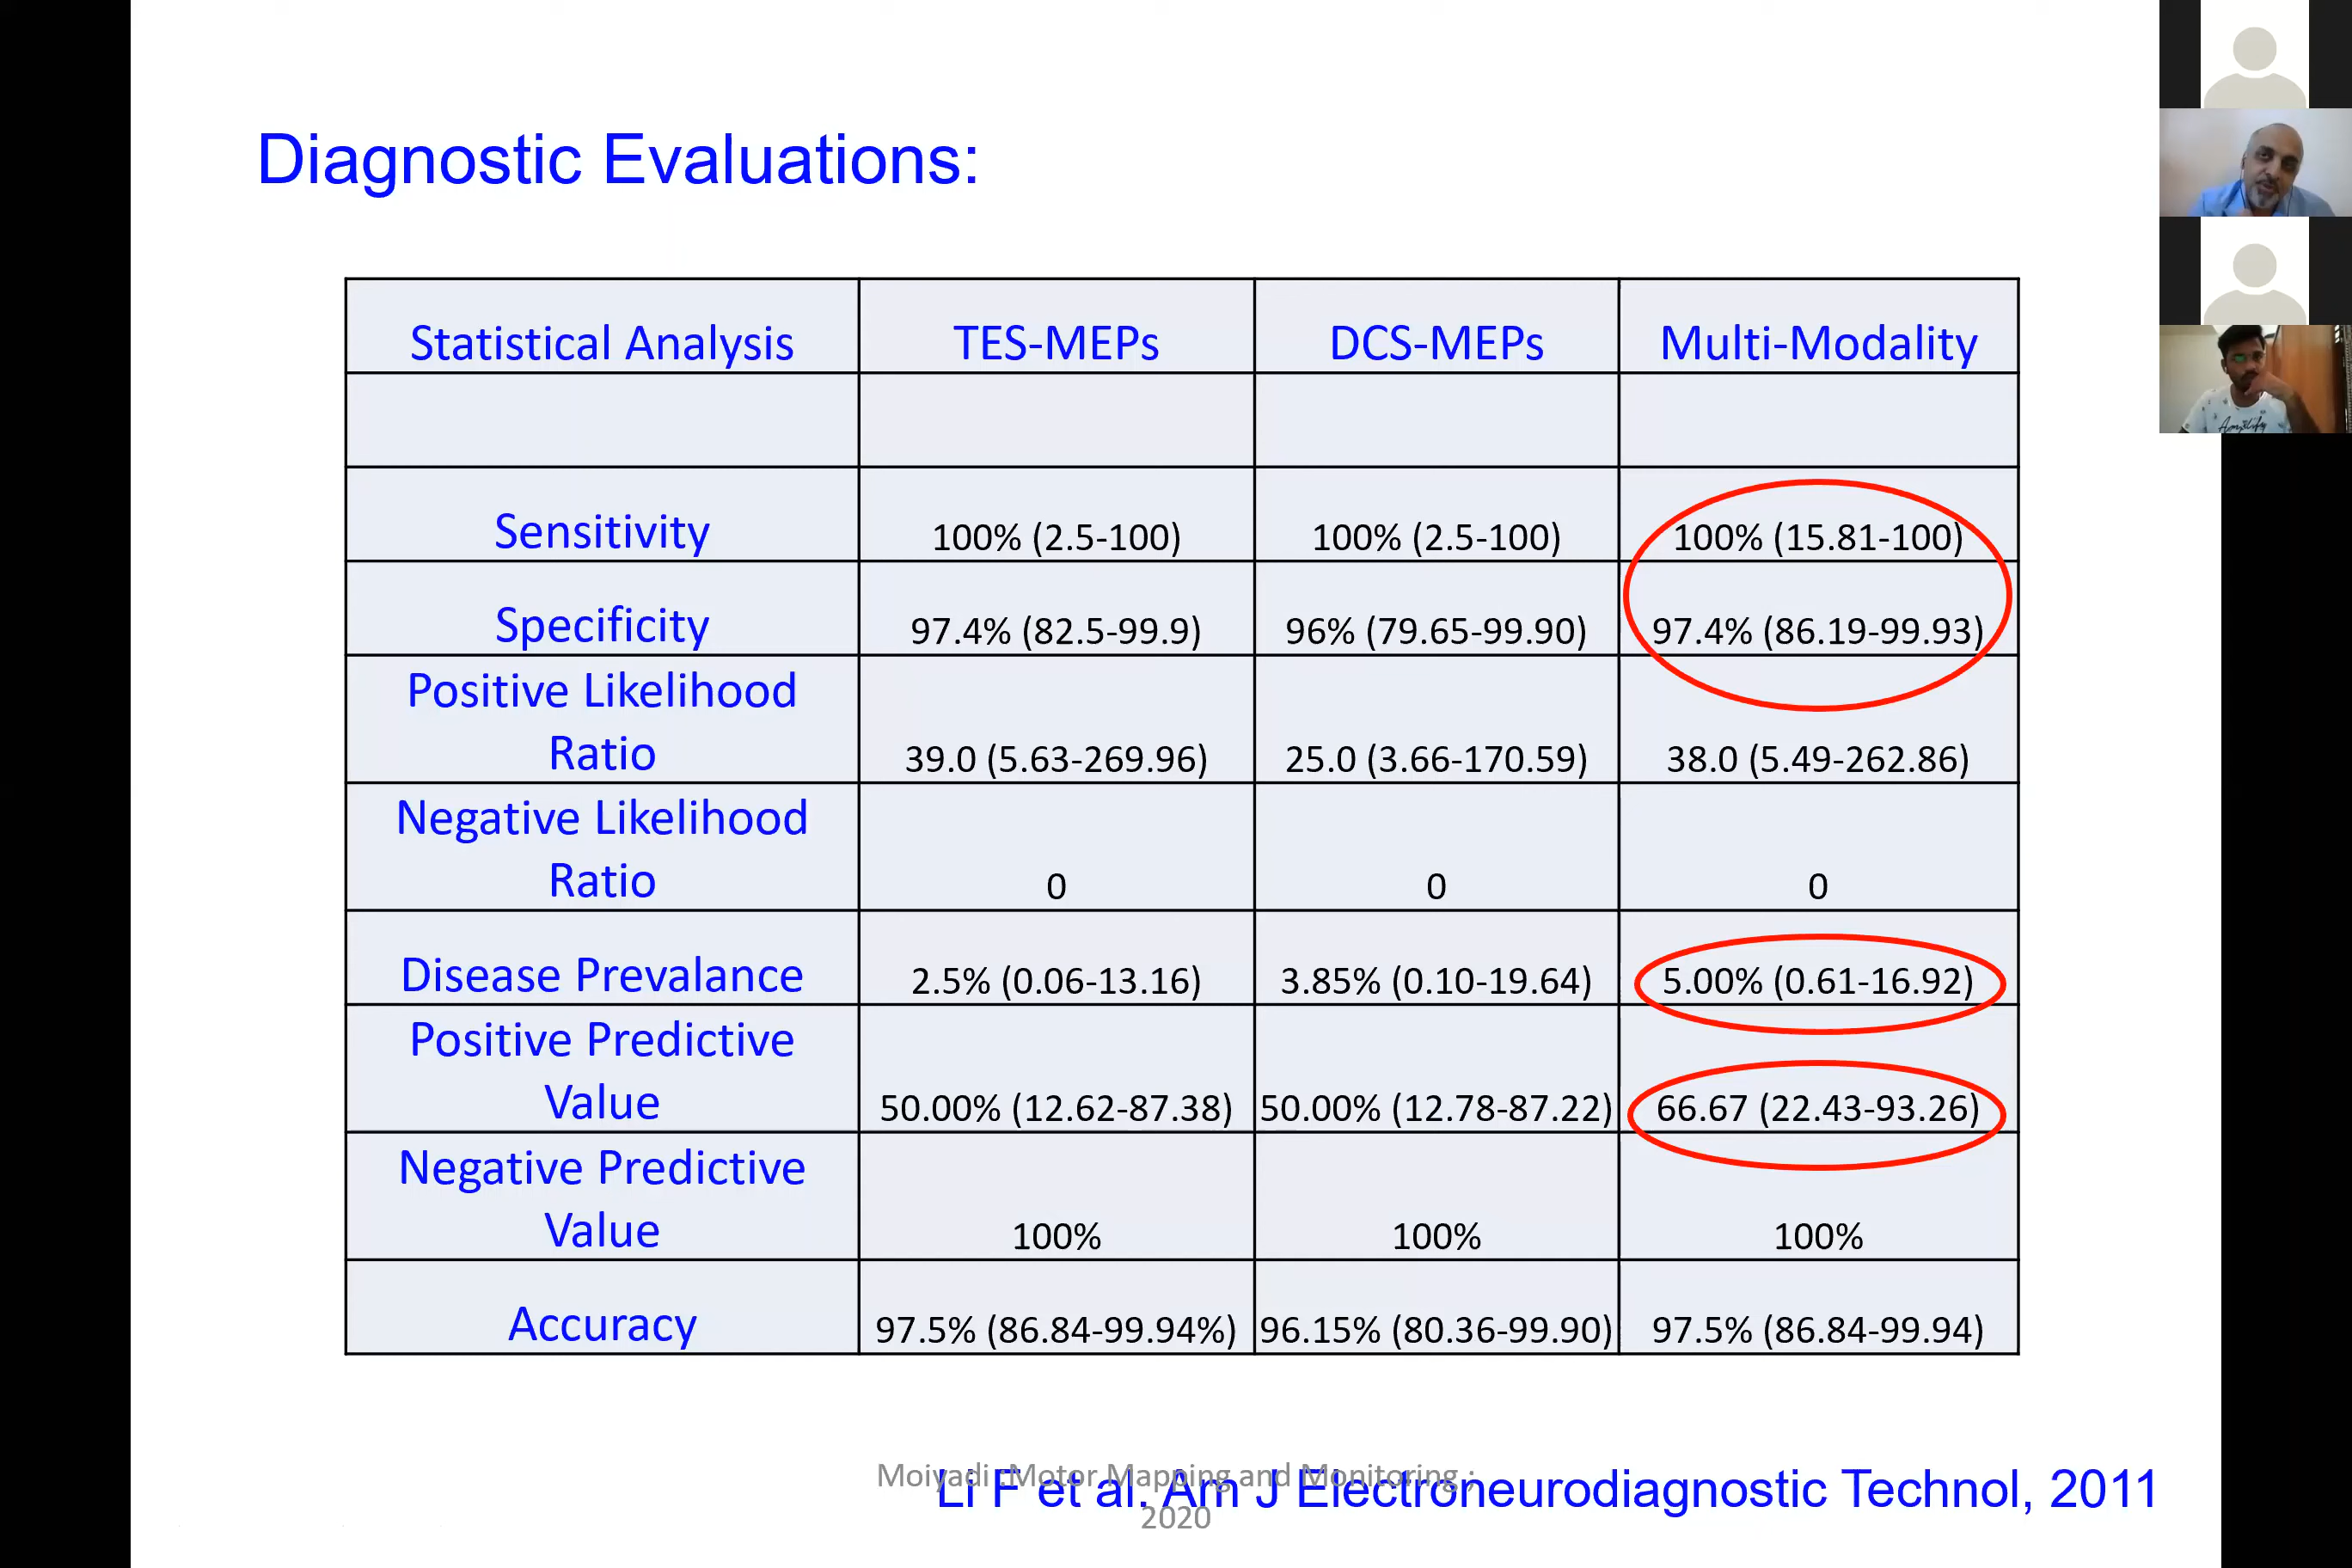 Diagnostic Evaluations:
Statistical Analysis TES-MEPs DCS-MEPs Multi-Modality
Sensitivity 100% (2.5-100) 100% (2.5-100) 100% (15.81-100)
Specificity 97.4% (82.5-99.9) 96% (79.65-99.90) 97.4% (86.19-99.93)
Positive Likelihood
Ratio 39.0 (5.63-269.96) 25.0 (3.66-170.59) 38.0 (5.49-262.86)
Negative Likelihood
Ratio 0 0 0
Disease Prevalance 2.5% (0.06-13.16) 3.85% (0.10-19.64) 5.00% (0.61-16.92)
Positive Predictive
Value 50.00% (12.62-87.38) 50.00% (12.78-87.22) 66.67 (22.43-93.26)
Negative Predictive
Value 100% 100% 100%
Accuracy 97.5% (86.84-99.94%) 96.15% (80.36-99.90) 97.5% (86.84-99.94)
Moiyadi :Motor Mapping and Monitoring ;
2020
Li F et al. Am J Electroneurodiagnostic Technol, 2011
Amplify